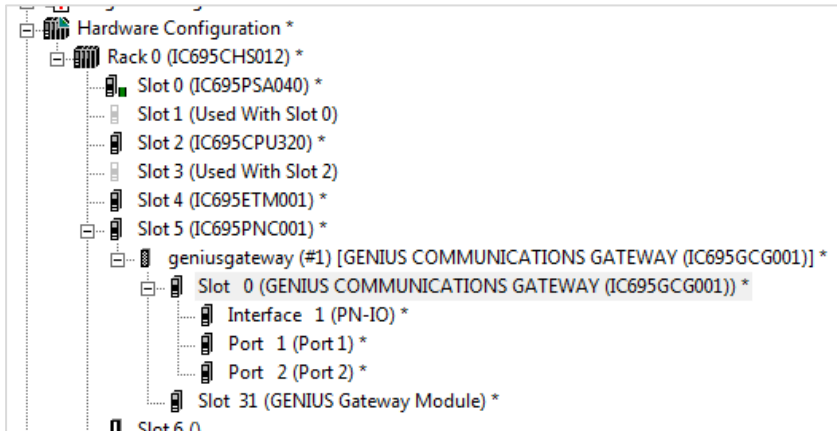 Hardware Configuration *
Rack 0 (IC695CHS012) *
Slot 0 (IC695PSA040) *
Slot 1 (Used With Slot 0)
Slot 2 (IC695CPU320) *
Slot 3 (Used With Slot 2)
Slot 4 (IC695ETM001) *
Slot 5 (IC695PNC001) *
geniusgateway (#1) [GENIUS COMMUNICATIONS GATEWAY (IC695GCG001)] *
Slot 0 (GENIUS COMMUNICATIONS GATEWAY (IC695GCG001)) *
Interface 1 (PN-IO) *
Port 1 (Port 1) *
Port 2 (Port 2) *
Slot 31 (GENIUS Gateway Module) *
Slot 6 ()